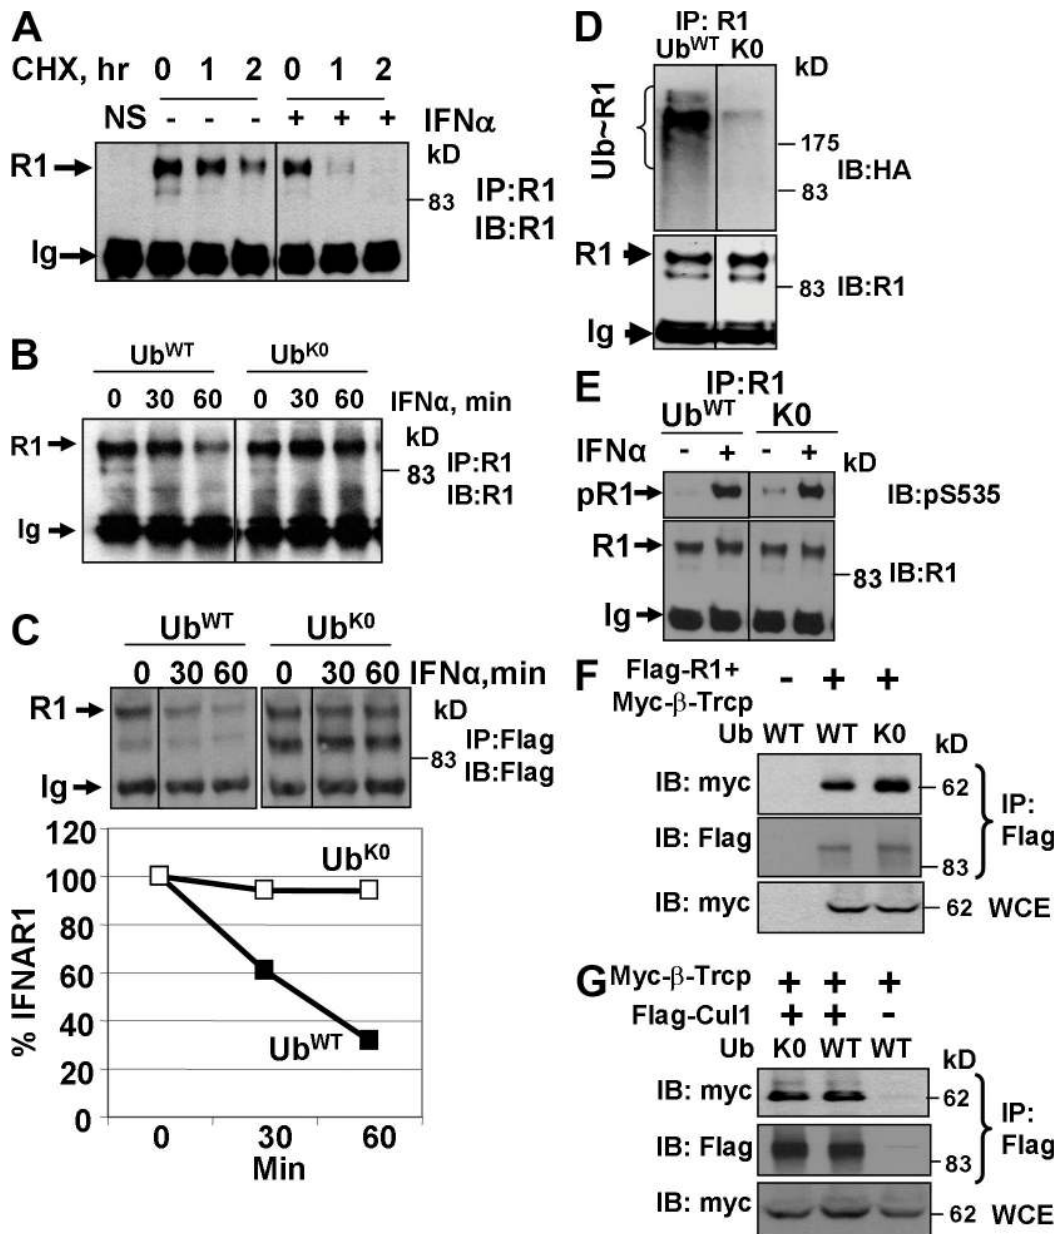 A
CHX, hr 0 1 2 0 1 2
NS - - - + + + IFNα
R1 kD
83
IP:R1
IB:R1
Ig
B
Ub^WT Ub^K0
0 30 60 0 30 60 IFNα, min
R1 kD
83 IP:R1
IB:R1
Ig
C
Ub^WT Ub^K0
0 30 60 0 30 60 IFNα,min
R1 kD
IP:Flag
83 IB:Flag
Ig
120
100
80
60
40
20
0
% IFNAR1
Ub^K0
Ub^WT
0 30 60
Min
D
IP: R1
Ub^WT K0
kD
Ub~R1
175
IB:HA
83
R1
83 IB:R1
Ig
E
IP:R1
Ub^WT K0
IFNα - + - + kD
pR1 IB:pS535
R1
83 IB:R1
Ig
F
Flag-R1+ - + +
Myc-β-Trcp
Ub WT WT K0 kD
IB: myc 62
IB: Flag 83
IP:
Flag
IB: myc 62 WCE
G
Myc-β-Trcp + + +
Flag-Cul1 + + -
Ub K0 WT WT kD
IB: myc 62
IB: Flag 83
IP:
Flag
IB: myc 62 WCE